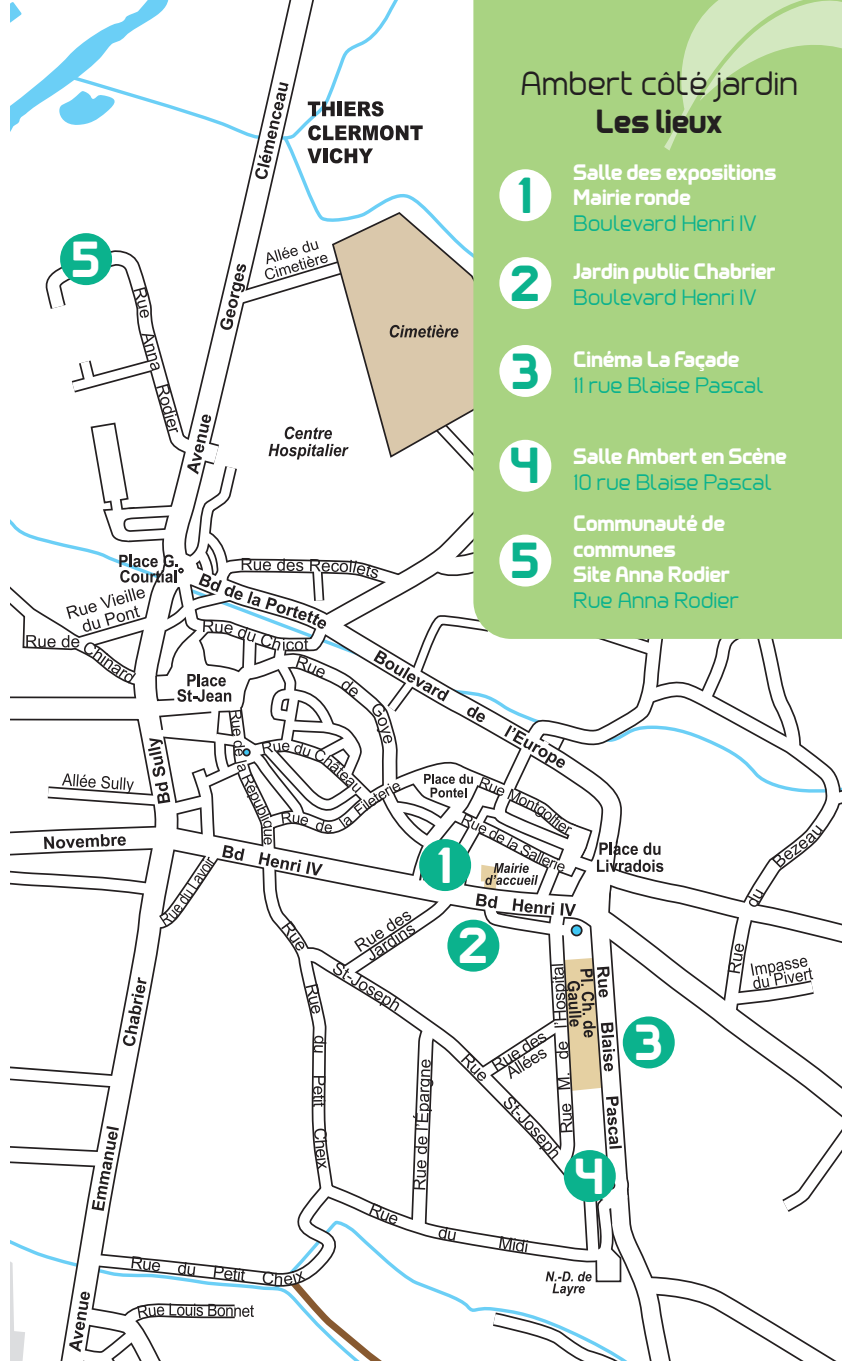 Ambert côté jardin
Les lieux
1
Salle des expositions
Mairie ronde
Boulevard Henri IV
2
Jardin public Chabrier
Boulevard Henri IV
3
Cinéma La Façade
11 rue Blaise Pascal
4
Salle Ambert en Scène
10 rue Blaise Pascal
5
Communauté de
communes
Site Anna Rodier
Rue Anna Rodier
THIERS
CLERMONT
VICHY
Avenue Georges Clémenceau
5
Allée du
Cimetière
Cimetière
Rue Anna Rodier
Centre
Hospitalier
Place G.
Courtial
Rue des Recollets
Bd de la Portette
Rue Vieille
du Pont
Rue du Chicot
Rue de Chinard
Place
St-Jean
Rue de Goye
Boulevard de l'Europe
Bd Sully
Rue de la République
Rue du Château
Allée Sully
Rue de la Fileterie
Place du
Pontel
Rue Montgolfier
Rue de la Sallerie
Novembre
Bd Henri IV
1
Mairie
d'accueil
Place du
Livradois
Rue du Bezeau
Rue du Lavoir
Bd Henri IV
2
Rue des
Jardins
Rue St-Joseph
Impasse
du Pivert
Pl. Ch. de
Gaulle
Rue Blaise Pascal
3
Rue M. de l'Hospital
Rue des
Allées
Rue du Petit Cheix
Rue de l'Épargne
Rue St-Joseph
4
Avenue Emmanuel Chabrier
Rue du Midi
Rue du Petit Cheix
N.-D. de
Layre
Rue Louis Bonnet